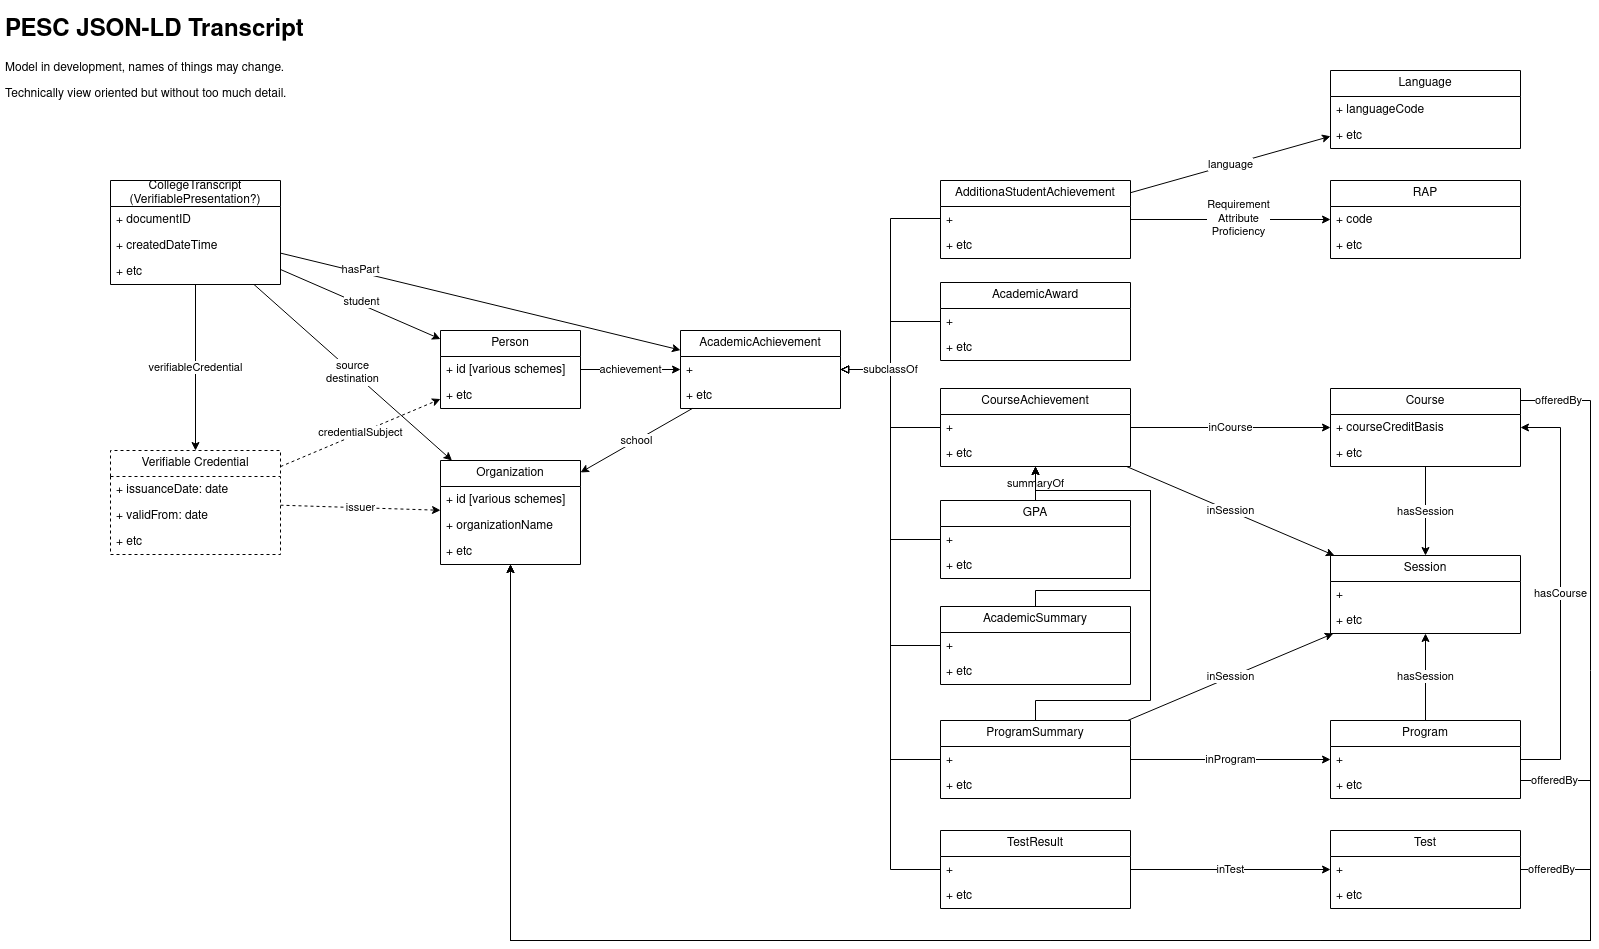 PESC JSON-LD Transcript
Model in development, names of things may change.
Technically view oriented but without too much detail.
CollegeTranscript
(VerifiablePresentation?)
+ documentID
+ createdDateTime
+ etc
hasPart
student
source
destination
verifiableCredential
Verifiable Credential
+ issuanceDate: date
+ validFrom: date
+ etc
credentialSubject
issuer
Person
+ id [various schemes]
+ etc
achievement
Organization
+ id [various schemes]
+ organizationName
+ etc
AcademicAchievement
+
+ etc
school
subclassOf
AdditionaStudentAchievement
+
+ etc
language
Requirement
Attribute
Proficiency
Language
+ languageCode
+ etc
RAP
+ code
+ etc
AcademicAward
+
+ etc
CourseAchievement
+
+ etc
inCourse
Course
+ courseCreditBasis
+ etc
offeredBy
summaryOf
inSession
hasSession
GPA
+
+ etc
Session
+
+ etc
hasCourse
AcademicSummary
+
+ etc
inSession
hasSession
ProgramSummary
+
+ etc
inProgram
Program
+
+ etc
offeredBy
TestResult
+
+ etc
inTest
Test
+
+ etc
offeredBy